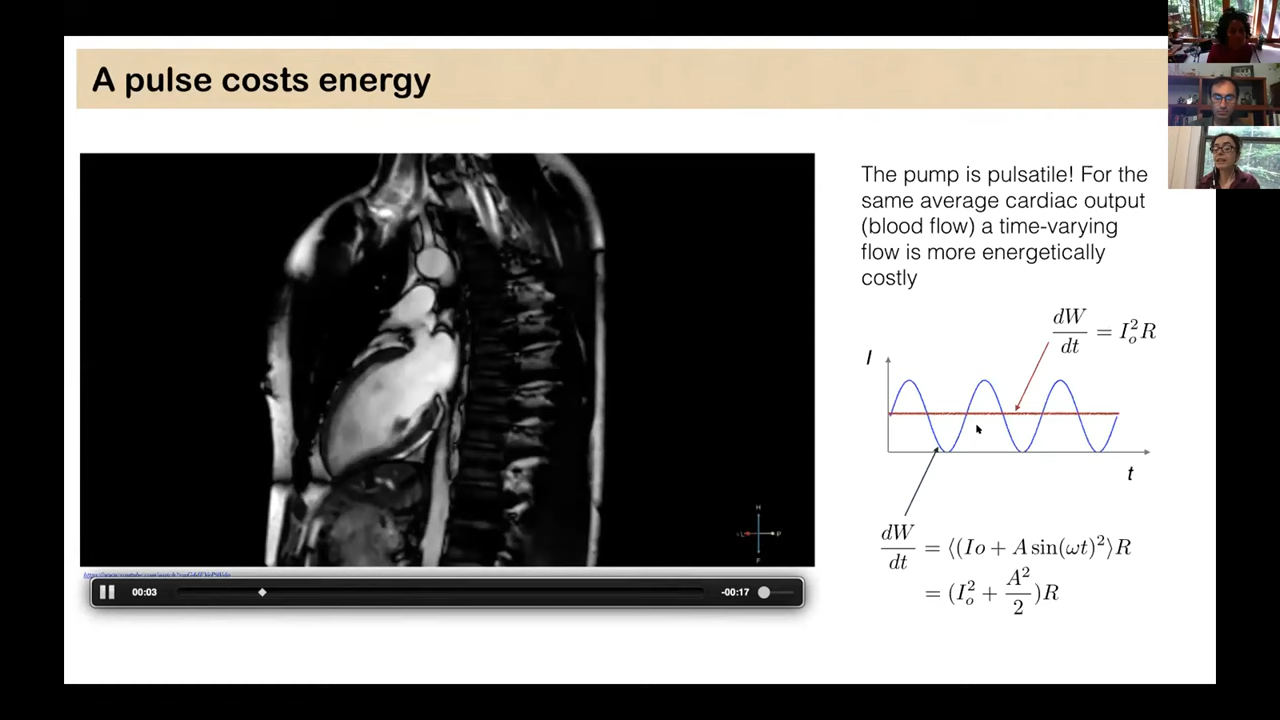 A pulse costs energy
The pump is pulsatile! For the
same average cardiac output
(blood flow) a time-varying
flow is more energetically
costly
dW/dt = I_o^2 R
I
t
dW/dt = ⟨(Io + A sin(ωt)^2⟩R
= (I_o^2 + A^2/2)R
H
P
F
00:03
-00:17